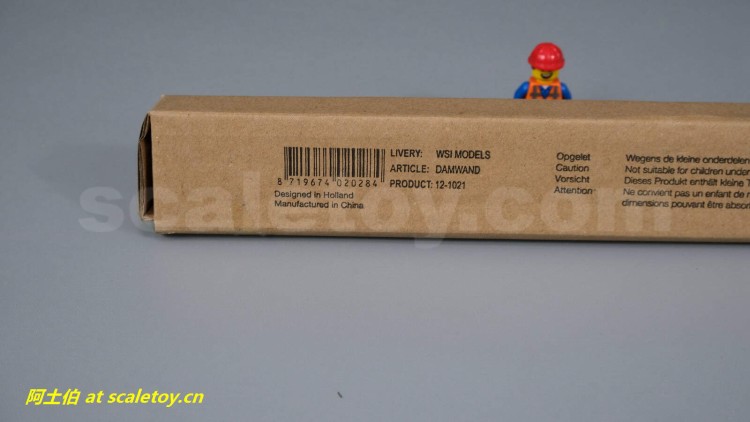 LIVERY: WSI MODELS
ARTICLE: DAMWAND
PRODUCT: 12-1021
8 719674 020284
Designed in Holland
Manufactured in China
Opgelet Wegens de kleine onderdelen
Caution Not suitable for children under
Vorsicht Dieses Produkt enthält kleine T
Attention Ne convient pas un enfant de m
dimensions pouvant être absor
scaletoy.com
阿土伯 at scaletoy.cn